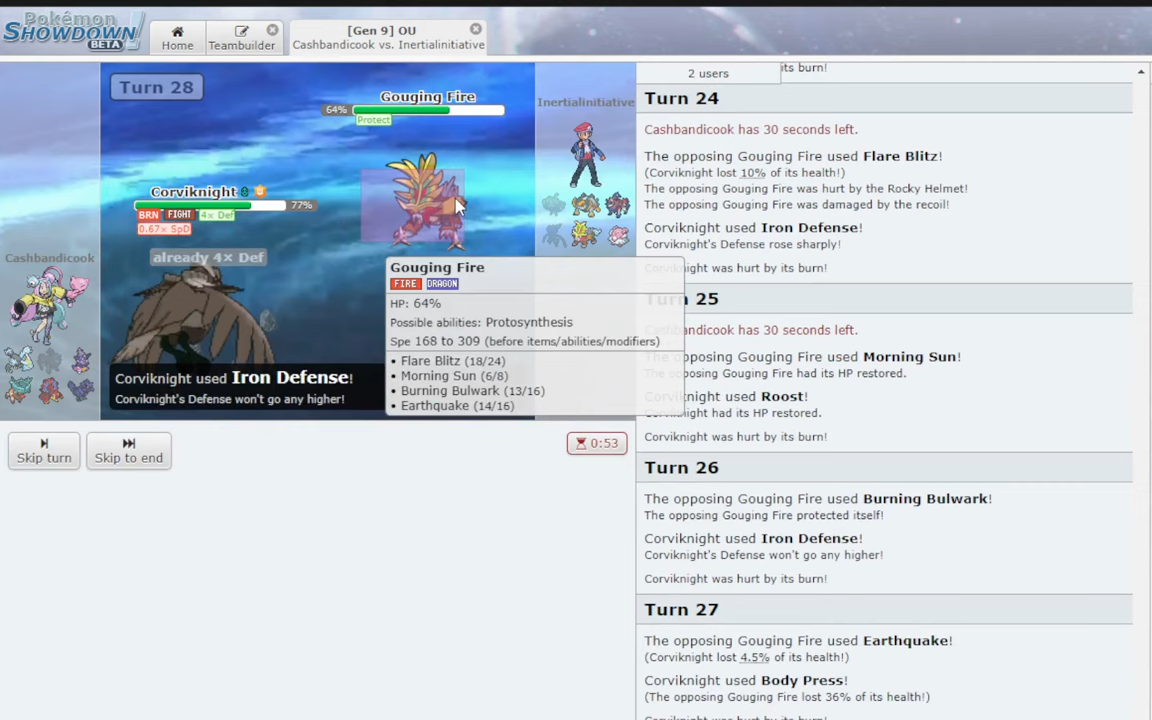 Pokémon
SHOWDOWN
BETA
Home
Teambuilder
[Gen 9] OU
Cashbandicook vs. Inertialinitiative
Turn 28
Gouging Fire
64%
Protect
Corviknight
77%
BRN FIGHT 4× Def
0.67× SpD
already 4× Def
Cashbandicook
Inertialinitiative
Corviknight used Iron Defense!
Corviknight's Defense won't go any higher!
Gouging Fire
FIRE DRAGON
HP: 64%
Possible abilities: Protosynthesis
Spe 168 to 309 (before items/abilities/modifiers)
• Flare Blitz (18/24)
• Morning Sun (6/8)
• Burning Bulwark (13/16)
• Earthquake (14/16)
Skip turn
Skip to end
0:53
2 users
its burn!
Turn 24
Cashbandicook has 30 seconds left.
The opposing Gouging Fire used Flare Blitz!
(Corviknight lost 10% of its health!)
The opposing Gouging Fire was hurt by the Rocky Helmet!
The opposing Gouging Fire was damaged by the recoil!
Corviknight used Iron Defense!
Corviknight's Defense rose sharply!
ight was hurt by its burn!
25
dicook has 30 seconds left.
posing Gouging Fire used Morning Sun!
posing Gouging Fire had its HP restored.
night used Roost!
night had its HP restored.
Corviknight was hurt by its burn!
Turn 26
The opposing Gouging Fire used Burning Bulwark!
The opposing Gouging Fire protected itself!
Corviknight used Iron Defense!
Corviknight's Defense won't go any higher!
Corviknight was hurt by its burn!
Turn 27
The opposing Gouging Fire used Earthquake!
(Corviknight lost 4.5% of its health!)
Corviknight used Body Press!
(The opposing Gouging Fire lost 36% of its health!)
Corviknight was hurt by its burn!